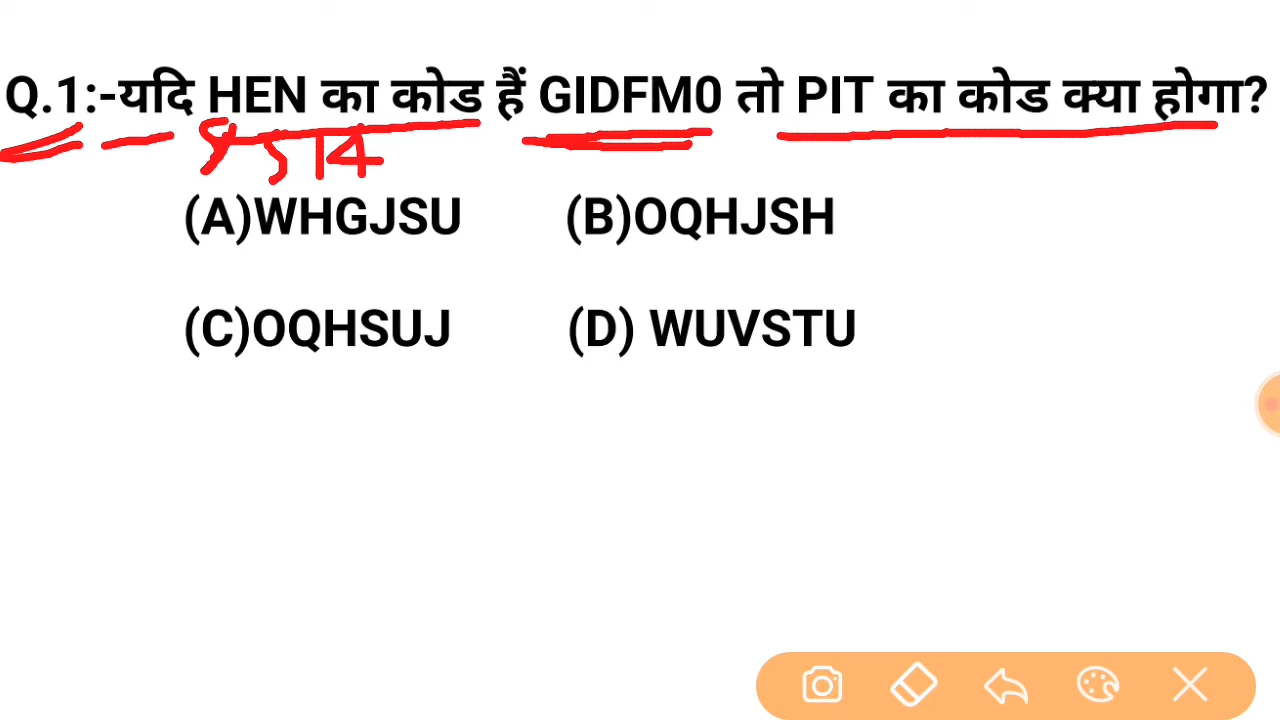 Q.1:-यदि HEN का कोड हैं GIDFM0 तो PIT का कोड क्या होगा?
8 5 14
(A)WHGJSU (B)OQHJSH
(C)OQHSUJ (D) WUVSTU